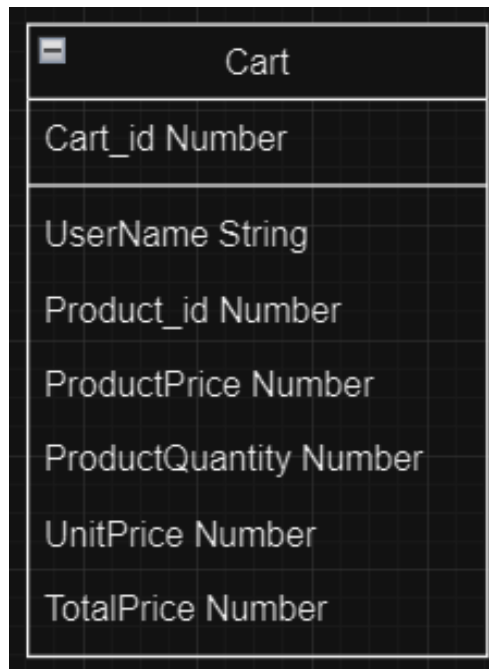 Cart
Cart_id Number
UserName String
Product_id Number
ProductPrice Number
ProductQuantity Number
UnitPrice Number
TotalPrice Number